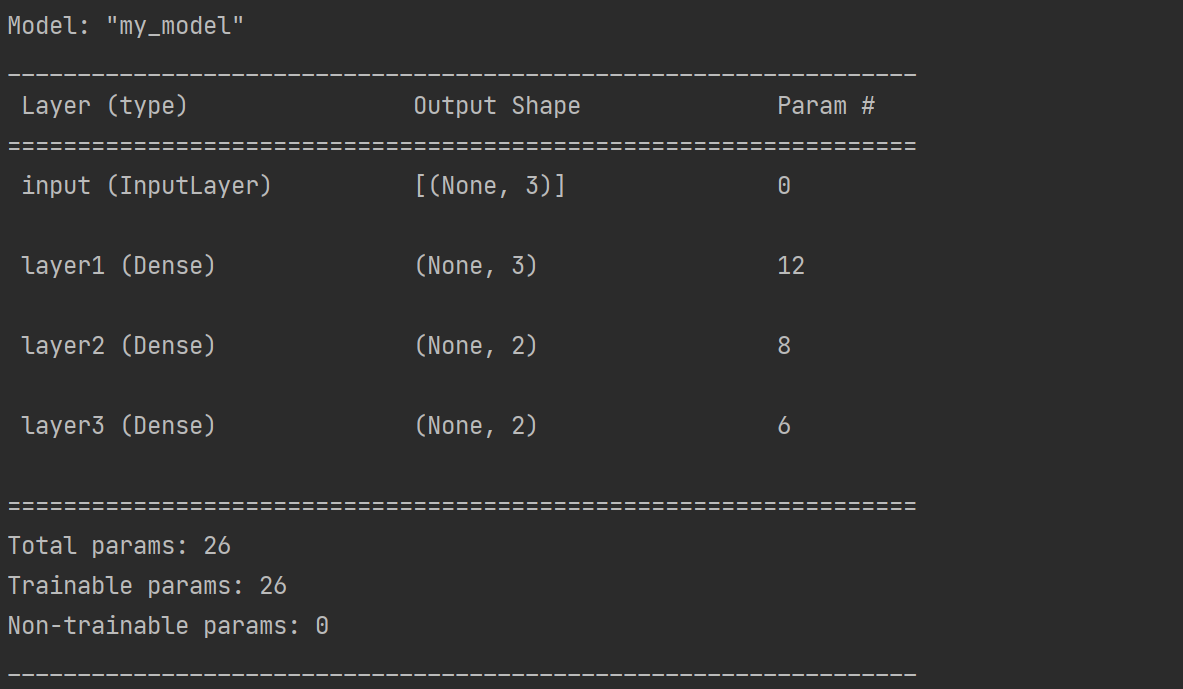 Model: "my_model"
_________________________________________________________________
 Layer (type)                Output Shape              Param #
=================================================================
 input (InputLayer)          [(None, 3)]               0

 layer1 (Dense)              (None, 3)                 12

 layer2 (Dense)              (None, 2)                 8

 layer3 (Dense)              (None, 2)                 6

=================================================================
Total params: 26
Trainable params: 26
Non-trainable params: 0
_________________________________________________________________